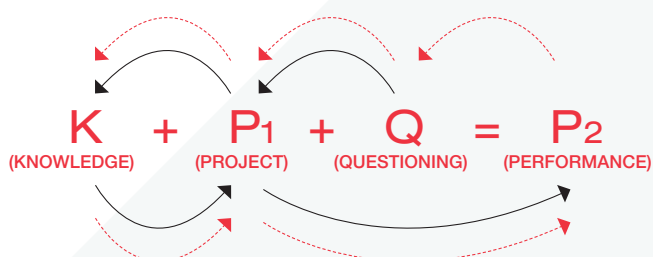 K + P1 + Q = P2
(KNOWLEDGE) (PROJECT) (QUESTIONING) (PERFORMANCE)